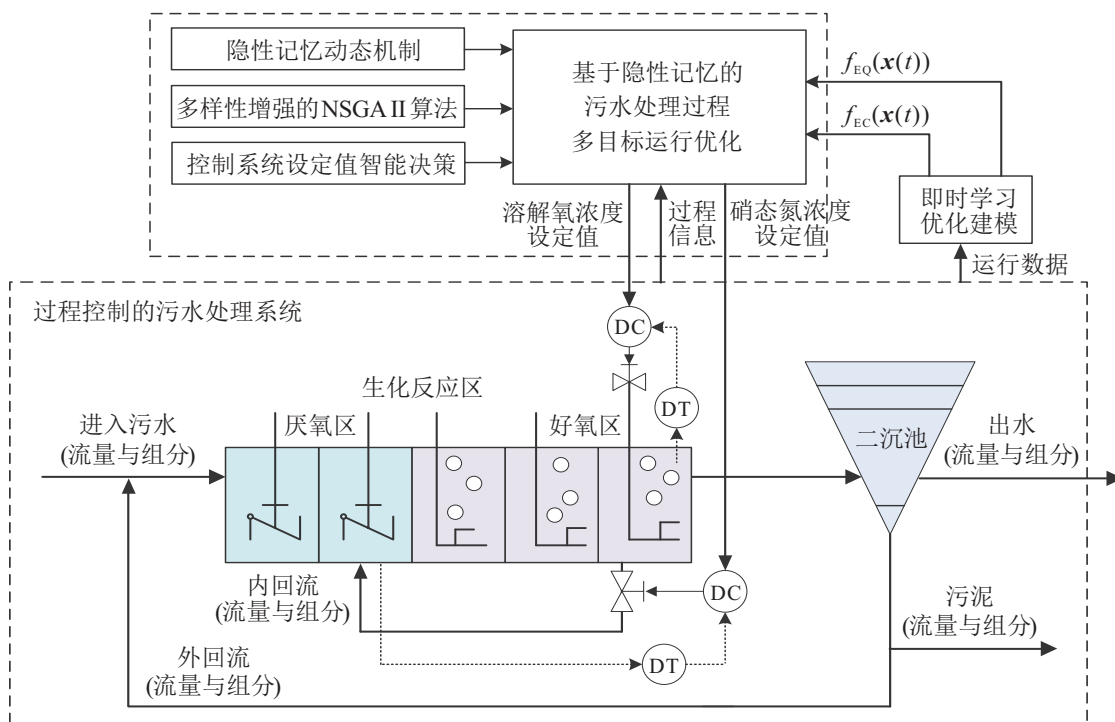 隐性记忆动态机制
多样性增强的NSGA II 算法
控制系统设定值智能决策
基于隐性记忆的
污水处理过程
多目标运行优化
f_EQ(x(t))
f_EC(x(t))
即时学习
优化建模
运行数据
溶解氧浓度
设定值
过程
信息
硝态氮浓度
设定值
过程控制的污水处理系统
DC
DT
生化反应区
进入污水
(流量与组分)
厌氧区
好氧区
二沉池
出水
(流量与组分)
内回流
(流量与组分)
DC
DT
污泥
(流量与组分)
外回流
(流量与组分)